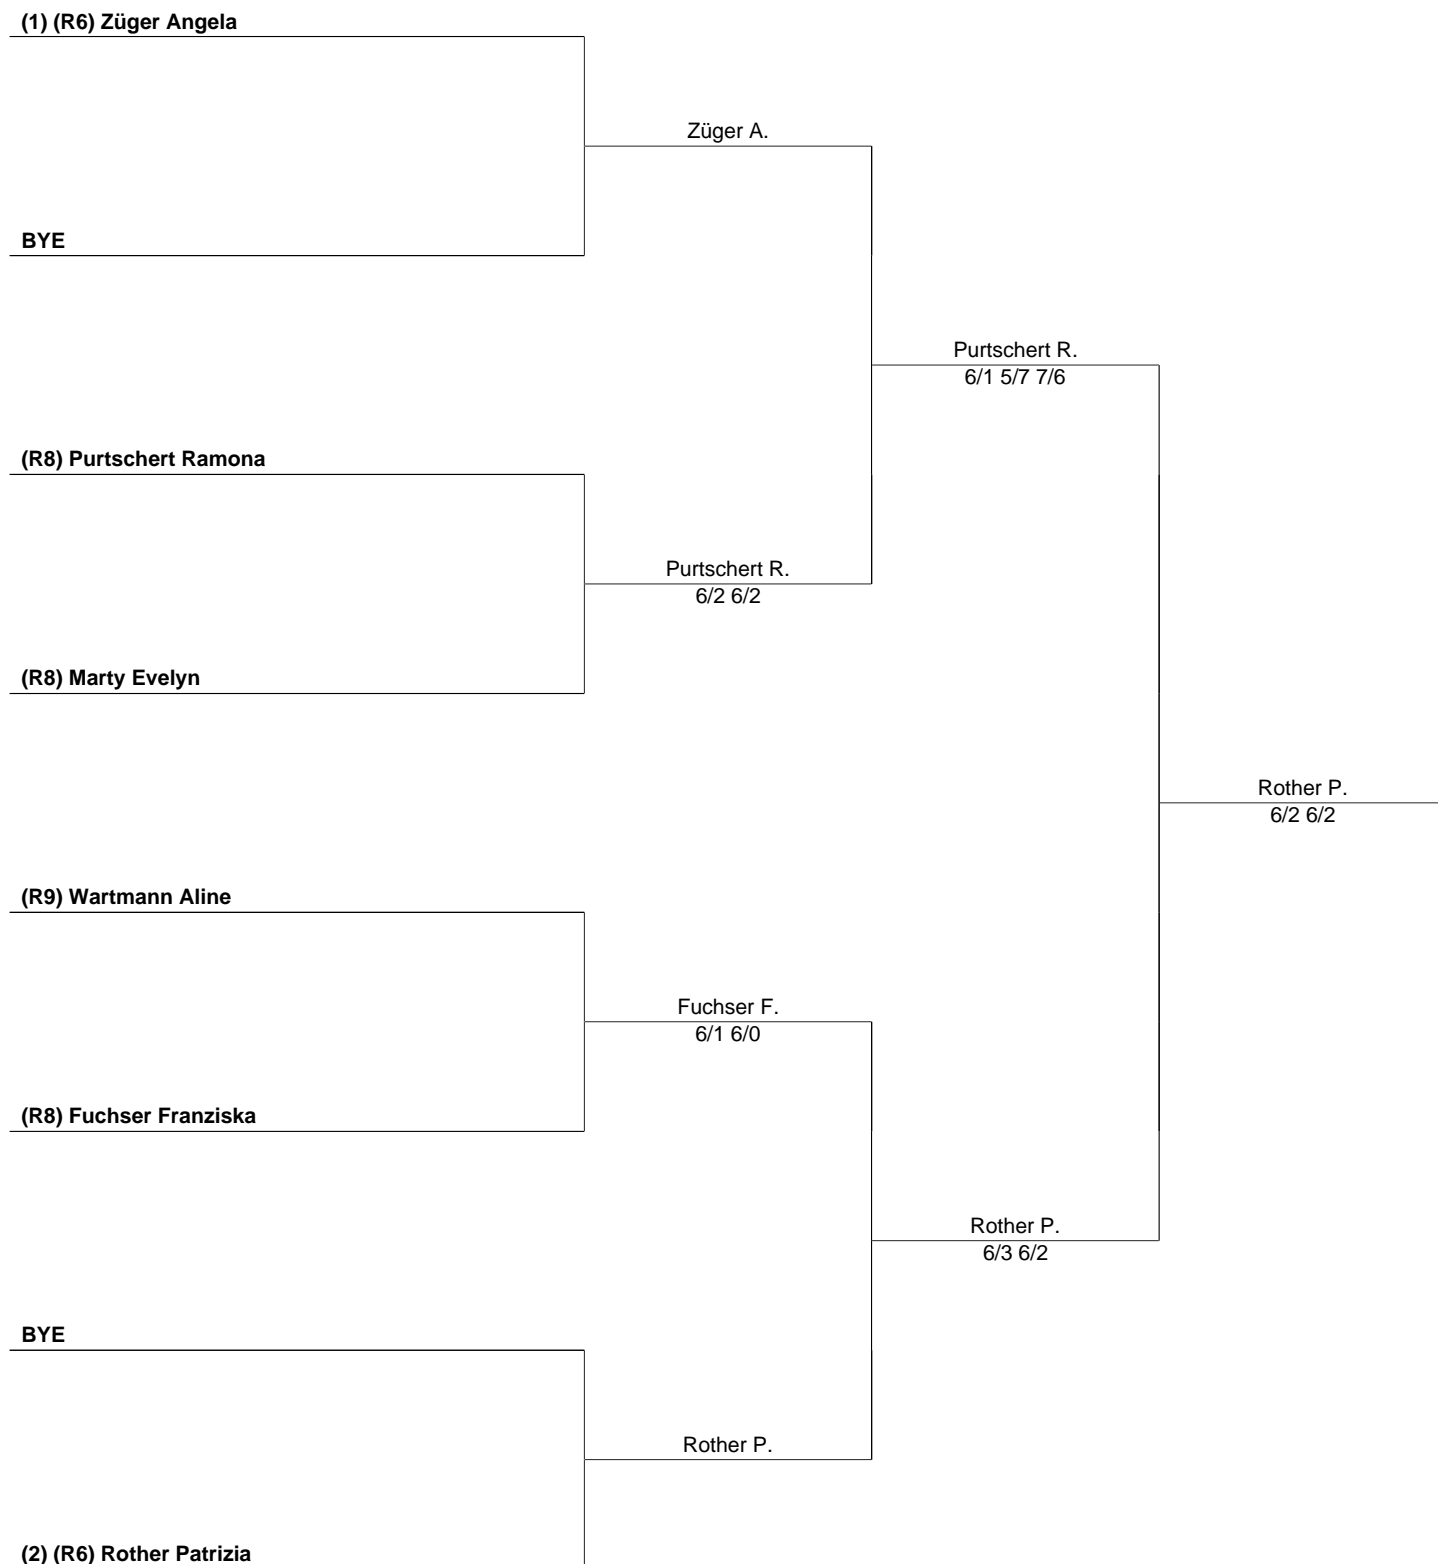 (1) (R6) Züger Angela
Züger A.
BYE
Purtschert R.
6/1 5/7 7/6
(R8) Purtschert Ramona
Purtschert R.
6/2 6/2
(R8) Marty Evelyn
Rother P.
6/2 6/2
(R9) Wartmann Aline
Fuchser F.
6/1 6/0
(R8) Fuchser Franziska
Rother P.
6/3 6/2
BYE
Rother P.
(2) (R6) Rother Patrizia